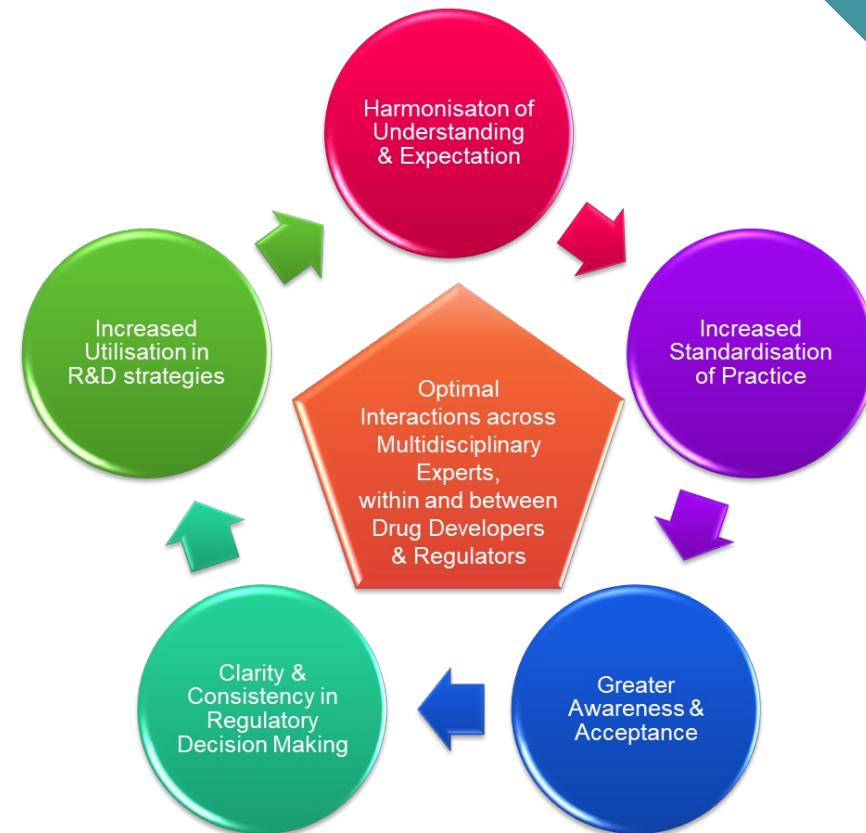 Harmonisaton of
Understanding
& Expectation
Increased
Standardisation
of Practice
Greater
Awareness &
Acceptance
Clarity &
Consistency in
Regulatory
Decision Making
Increased
Utilisation in
R&D strategies
Optimal
Interactions across
Multidisciplinary
Experts,
within and between
Drug Developers
& Regulators